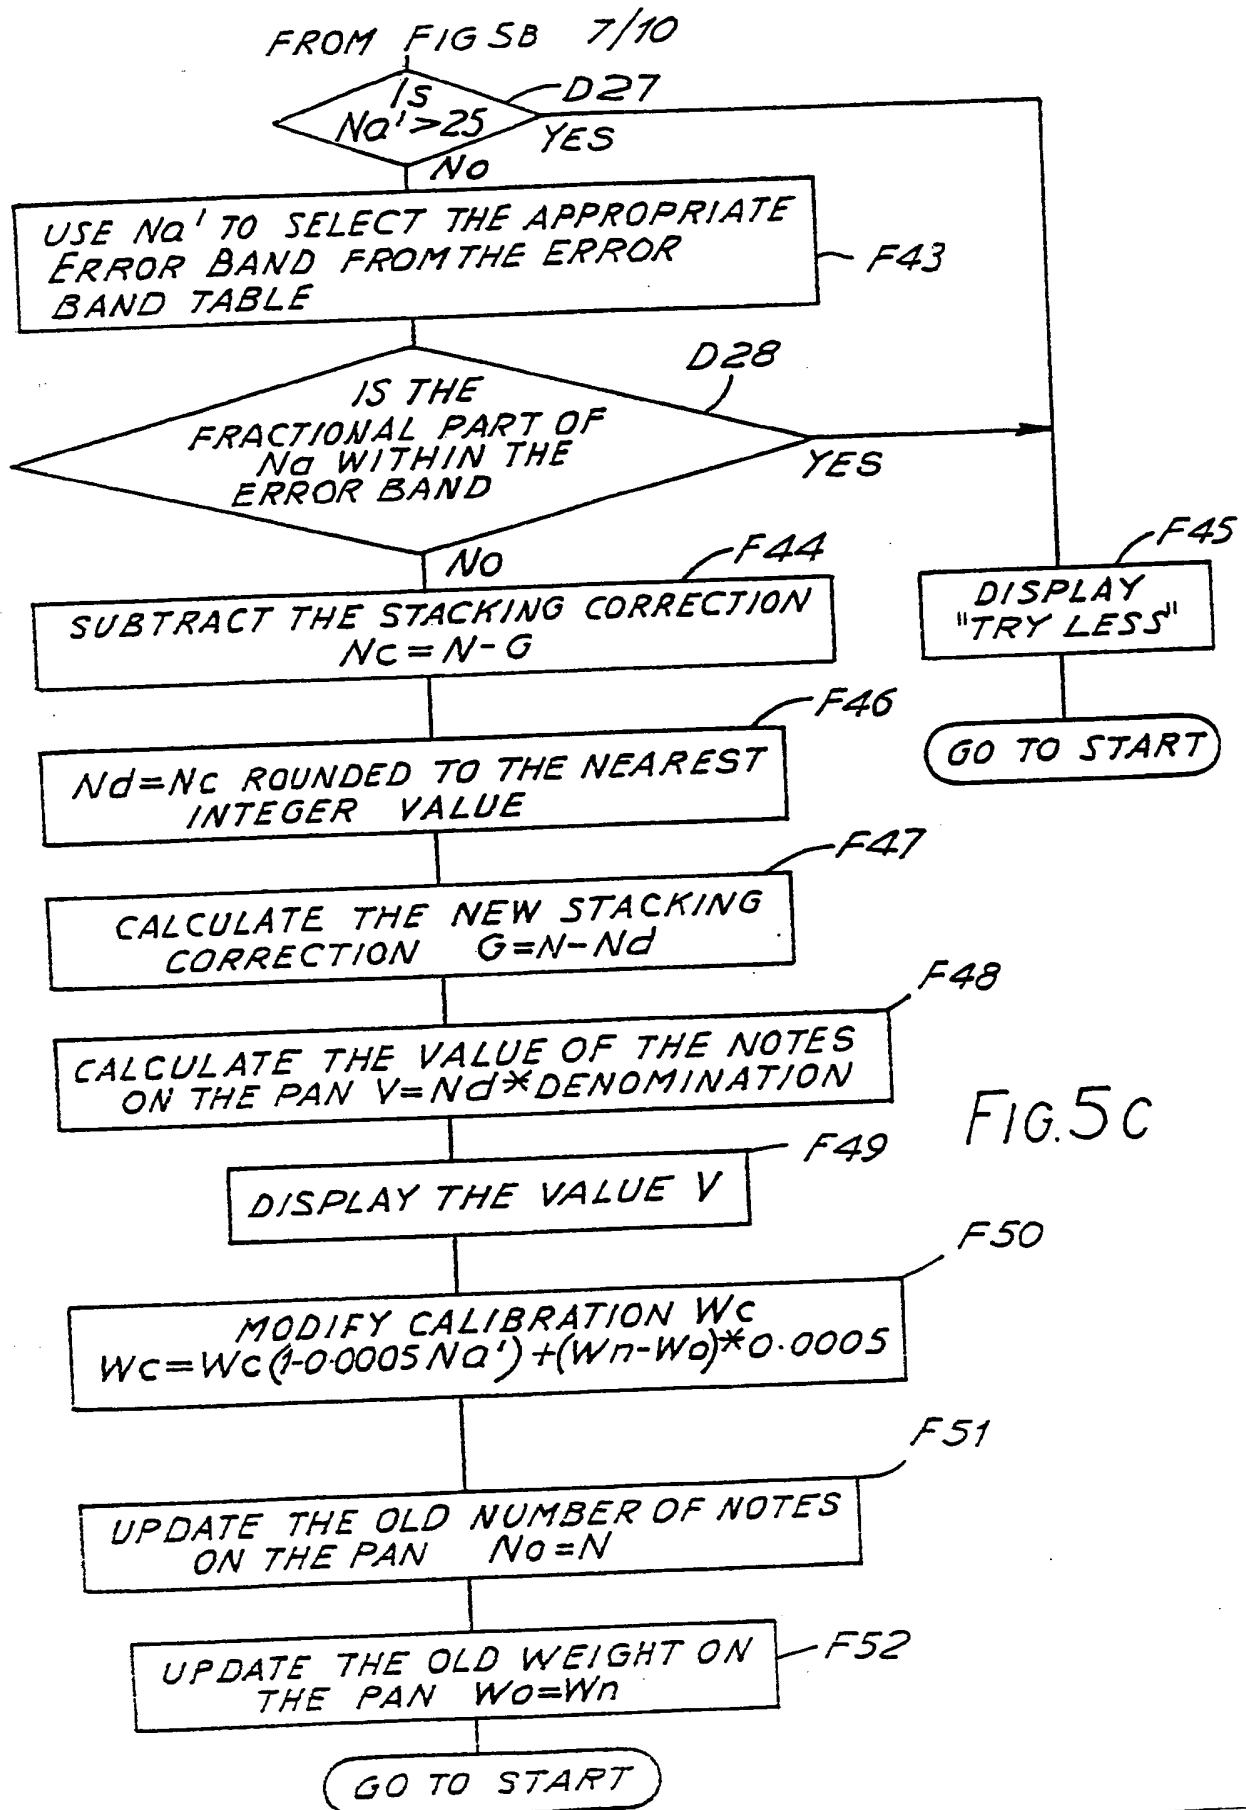 FROM FIG 5B 7/10
IS
Na'>25
D27
YES
NO
USE Na' TO SELECT THE APPROPRIATE
ERROR BAND FROM THE ERROR
BAND TABLE
F43
D28
IS THE
FRACTIONAL PART OF
Na WITHIN THE
ERROR BAND
YES
NO
F44
SUBTRACT THE STACKING CORRECTION
Nc=N-G
F45
DISPLAY
"TRY LESS"
GO TO START
F46
Nd=Nc ROUNDED TO THE NEAREST
INTEGER VALUE
F47
CALCULATE THE NEW STACKING
CORRECTION G=N-Nd
F48
CALCULATE THE VALUE OF THE NOTES
ON THE PAN V=Nd*DENOMINATION
FIG.5C
F49
DISPLAY THE VALUE V
F50
MODIFY CALIBRATION Wc
Wc=Wc(1-0.0005Na')+(Wn-Wo)*0.0005
F51
UPDATE THE OLD NUMBER OF NOTES
ON THE PAN No=N
F52
UPDATE THE OLD WEIGHT ON
THE PAN Wo=Wn
GO TO START